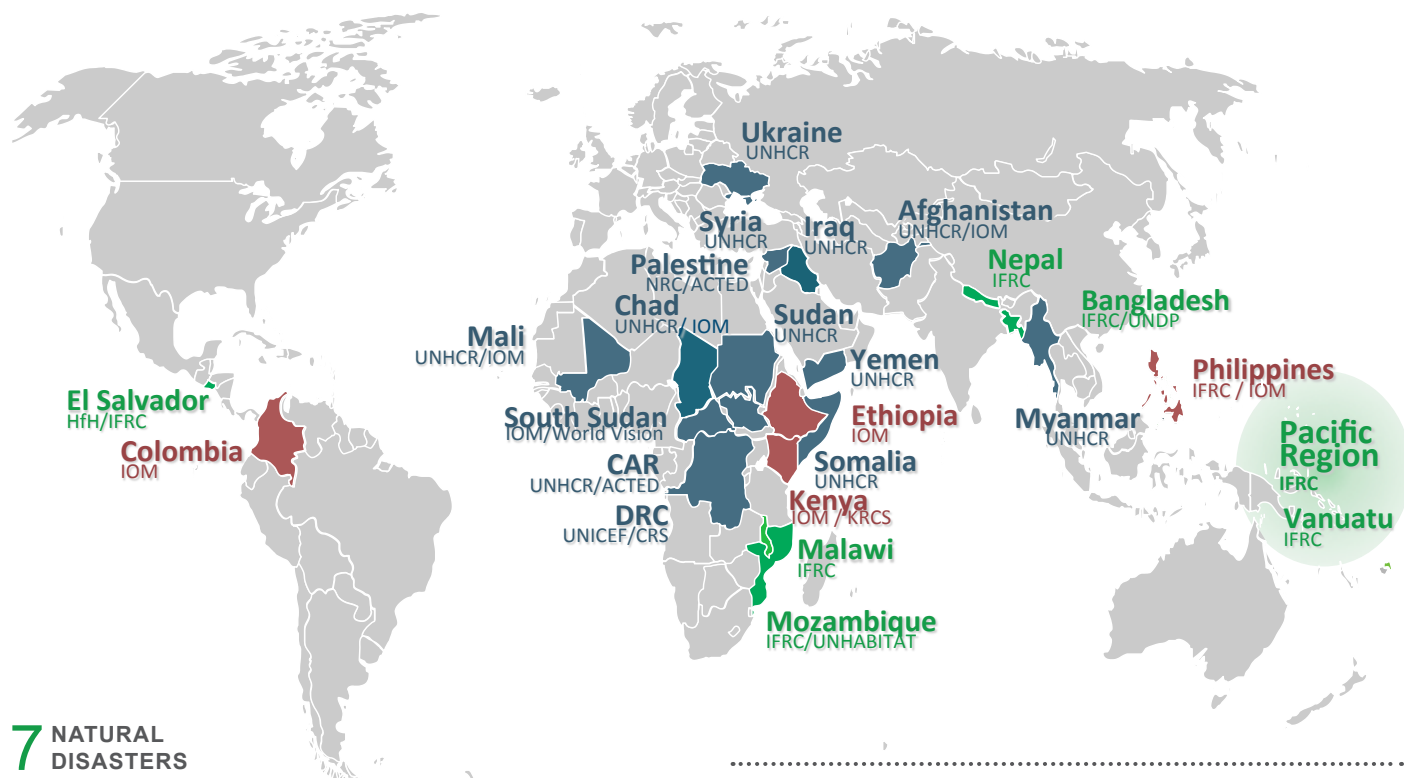 Ukraine
UNHCR
Syria
UNHCR
Iraq
UNHCR
Afghanistan
UNHCR/IOM
Palestine
NRC/ACTED
Nepal
IFRC
Chad
UNHCR/ IOM
Sudan
UNHCR
Bangladesh
IFRC/UNDP
Mali
UNHCR/IOM
Yemen
UNHCR
Philippines
IFRC / IOM
El Salvador
HfH/IFRC
Colombia
IOM
South Sudan
IOM/World Vision
Ethiopia
IOM
Myanmar
UNHCR
Pacific
Region
IFRC
CAR
UNHCR/ACTED
Somalia
UNHCR
Kenya
IOM / KRCS
DRC
UNICEF/CRS
Vanuatu
IFRC
Malawi
IFRC
Mozambique
IFRC/UNHABITAT
7 NATURAL
DISASTERS